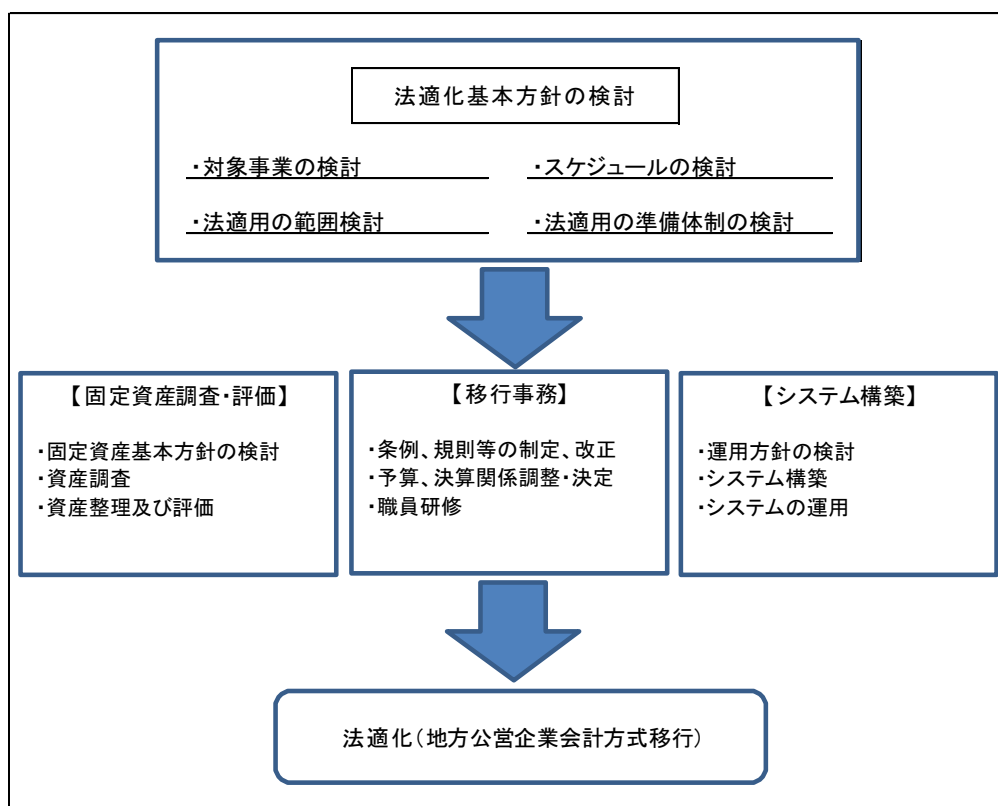 法適化基本方針の検討
・対象事業の検討
・スケジュールの検討
・法適用の範囲検討
・法適用の準備体制の検討
【固定資産調査・評価】
・固定資産基本方針の検討
・資産調査
・資産整理及び評価
【移行事務】
・条例、規則等の制定、改正
・予算、決算関係調整・決定
・職員研修
【システム構築】
・運用方針の検討
・システム構築
・システムの運用
法適化（地方公営企業会計方式移行）